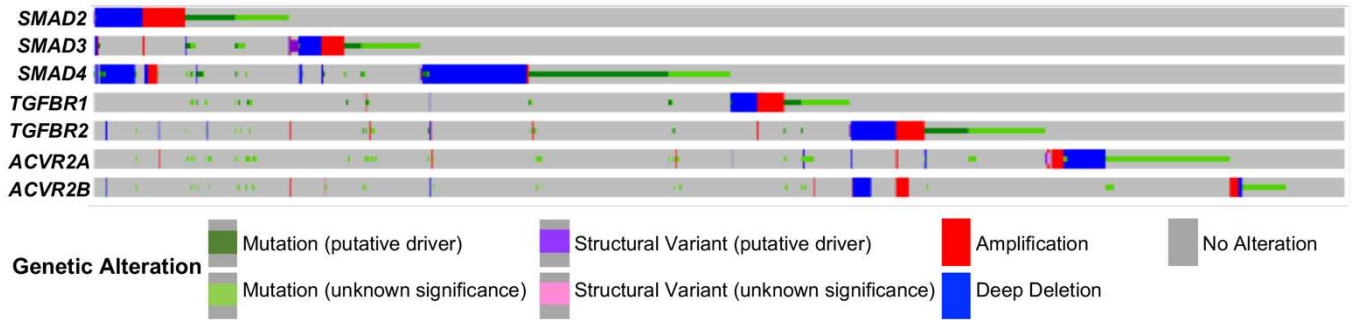 SMAD2
SMAD3
SMAD4
TGFBR1
TGFBR2
ACVR2A
ACVR2B
Genetic Alteration
Mutation (putative driver)
Structural Variant (putative driver)
Amplification
No Alteration
Mutation (unknown significance)
Structural Variant (unknown significance)
Deep Deletion